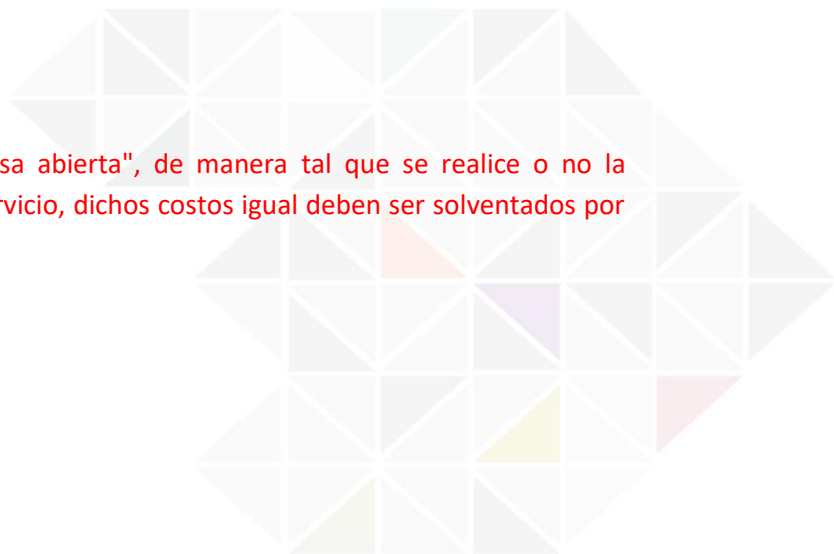 sa abierta", de manera tal que se realice o no la
rvicio, dichos costos igual deben ser solventados por